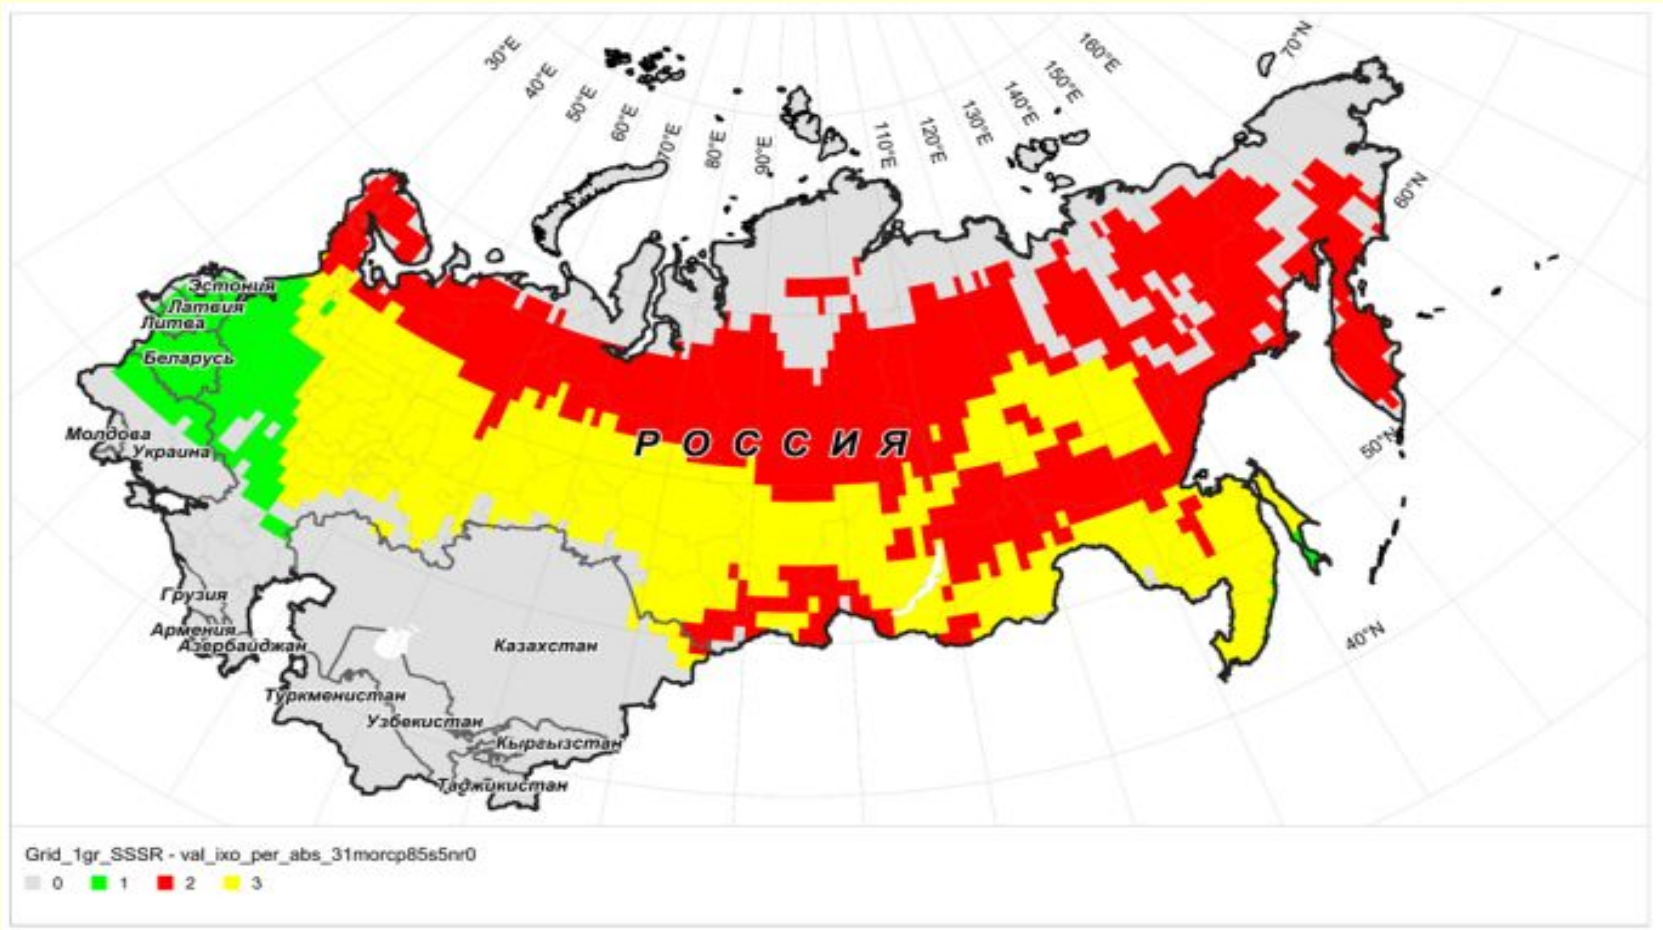 30°E
40°E
50°E
60°E
70°E
80°E
90°E
110°E
120°E
130°E
140°E
150°E
160°E
70°N
60°N
50°N
40°N
Эстония
Латвия
Литва
Беларусь
Молдова
Украина
РОССИЯ
Грузия
Армения
Азербайджан
Казахстан
Туркменистан
Узбекистан
Кыргызстан
Таджикистан
Grid_1gr_SSSR - val_ixo_per_abs_31morcp85s5nr0
0 1 2 3